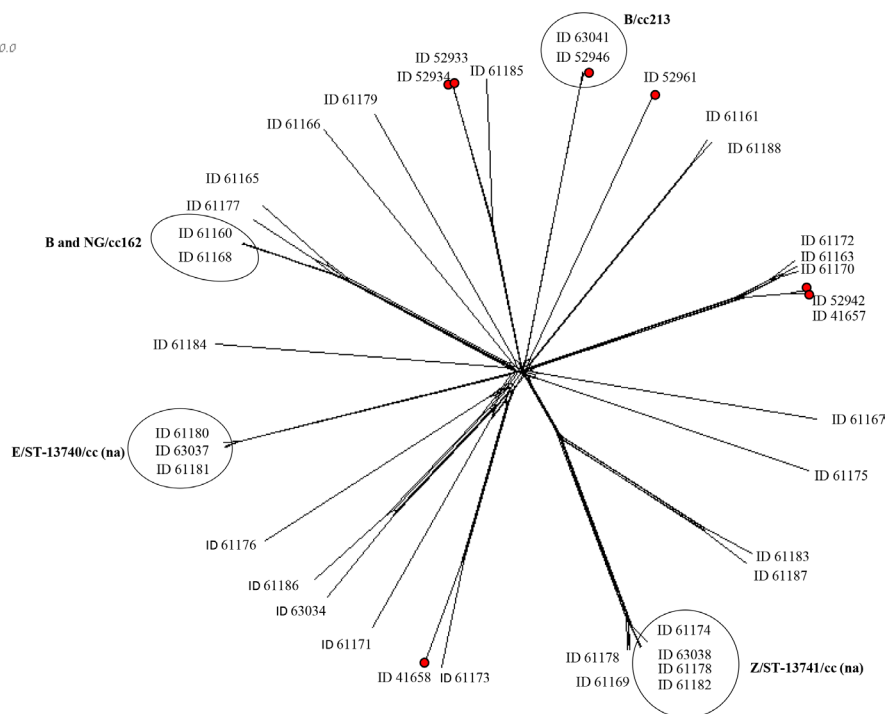 B/cc213
ID 63041
ID 52946
0.0
ID 52933
ID 52934
ID 61185
ID 52961
ID 61179
ID 61166
ID 61161
ID 61188
ID 61165
ID 61177
B and NG/cc162
ID 61160
ID 61168
ID 61172
ID 61163
ID 61170
ID 52942
ID 41657
ID 61184
ID 61167
E/ST-13740/cc (na)
ID 61180
ID 63037
ID 61181
ID 61175
ID 61176
ID 61183
ID 61187
ID 61186
ID 63034
ID 61171
ID 41658
ID 61173
ID 61178
ID 61169
ID 61174
ID 63038
ID 61178
ID 61182
Z/ST-13741/cc (na)